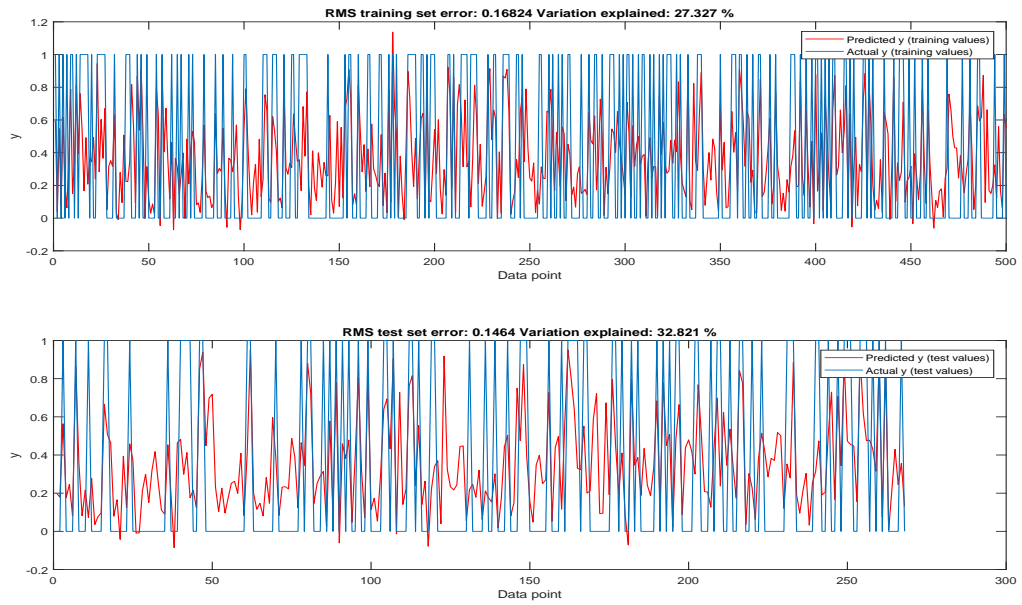 RMS training set error: 0.16824 Variation explained: 27.327 %
Predicted y (training values)
Actual y (training values)
1.2
1
0.8
0.6
0.4
0.2
0
-0.2
y
0 50 100 150 200 250 300 350 400 450 500
Data point
RMS test set error: 0.1464 Variation explained: 32.821 %
Predicted y (test values)
Actual y (test values)
1
0.8
0.6
0.4
0.2
0
-0.2
y
0 50 100 150 200 250 300
Data point